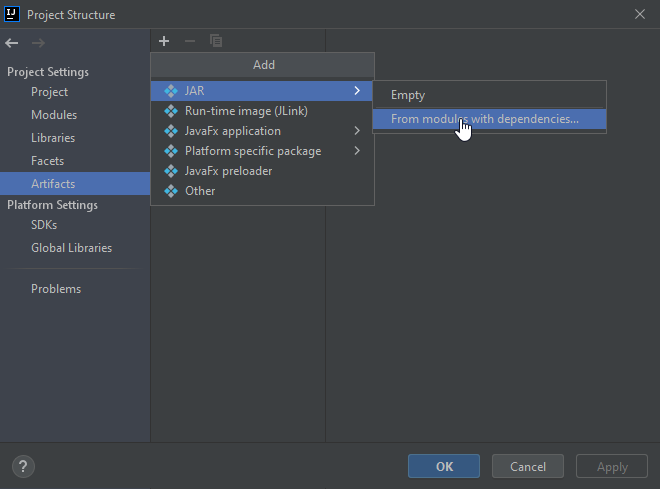 IJ
Project Structure
Project Settings
Project
Modules
Libraries
Facets
Artifacts
Platform Settings
SDKs
Global Libraries
Problems
Add
JAR
Run-time image (JLink)
JavaFx application
Platform specific package
JavaFx preloader
Other
Empty
From modules with dependencies...
?
OK
Cancel
Apply